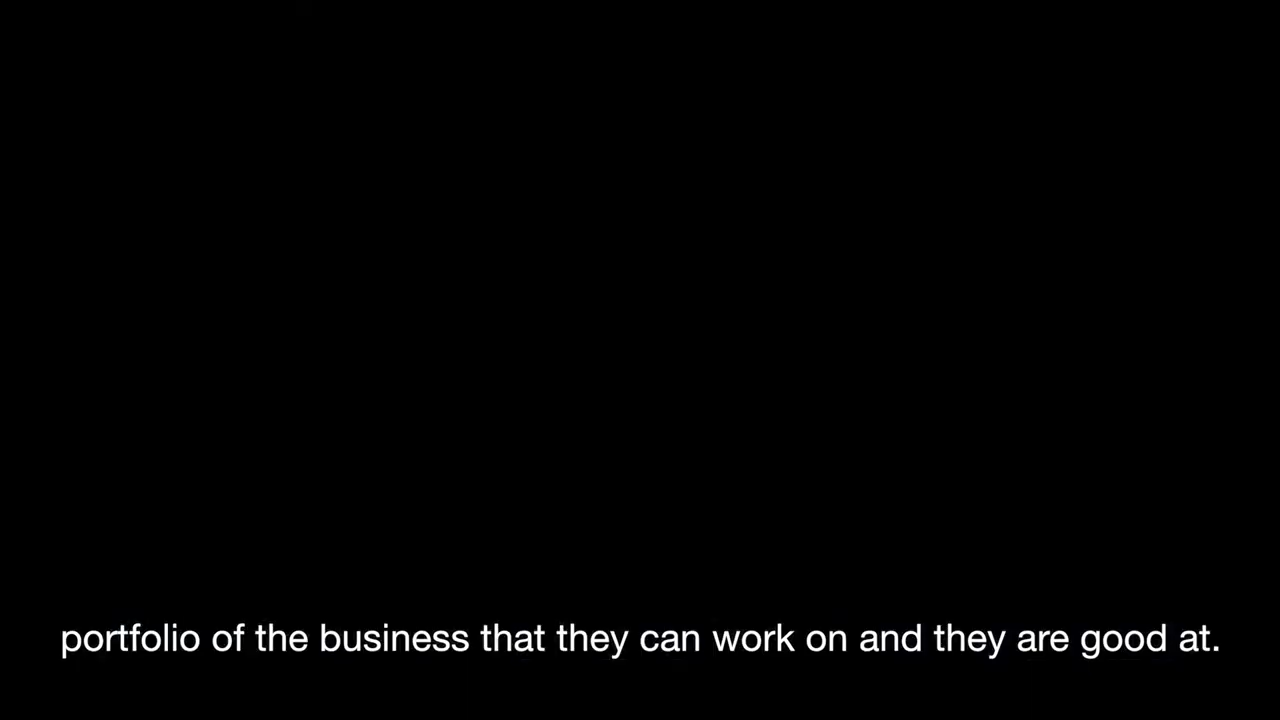 portfolio of the business that they can work on and they are good at.